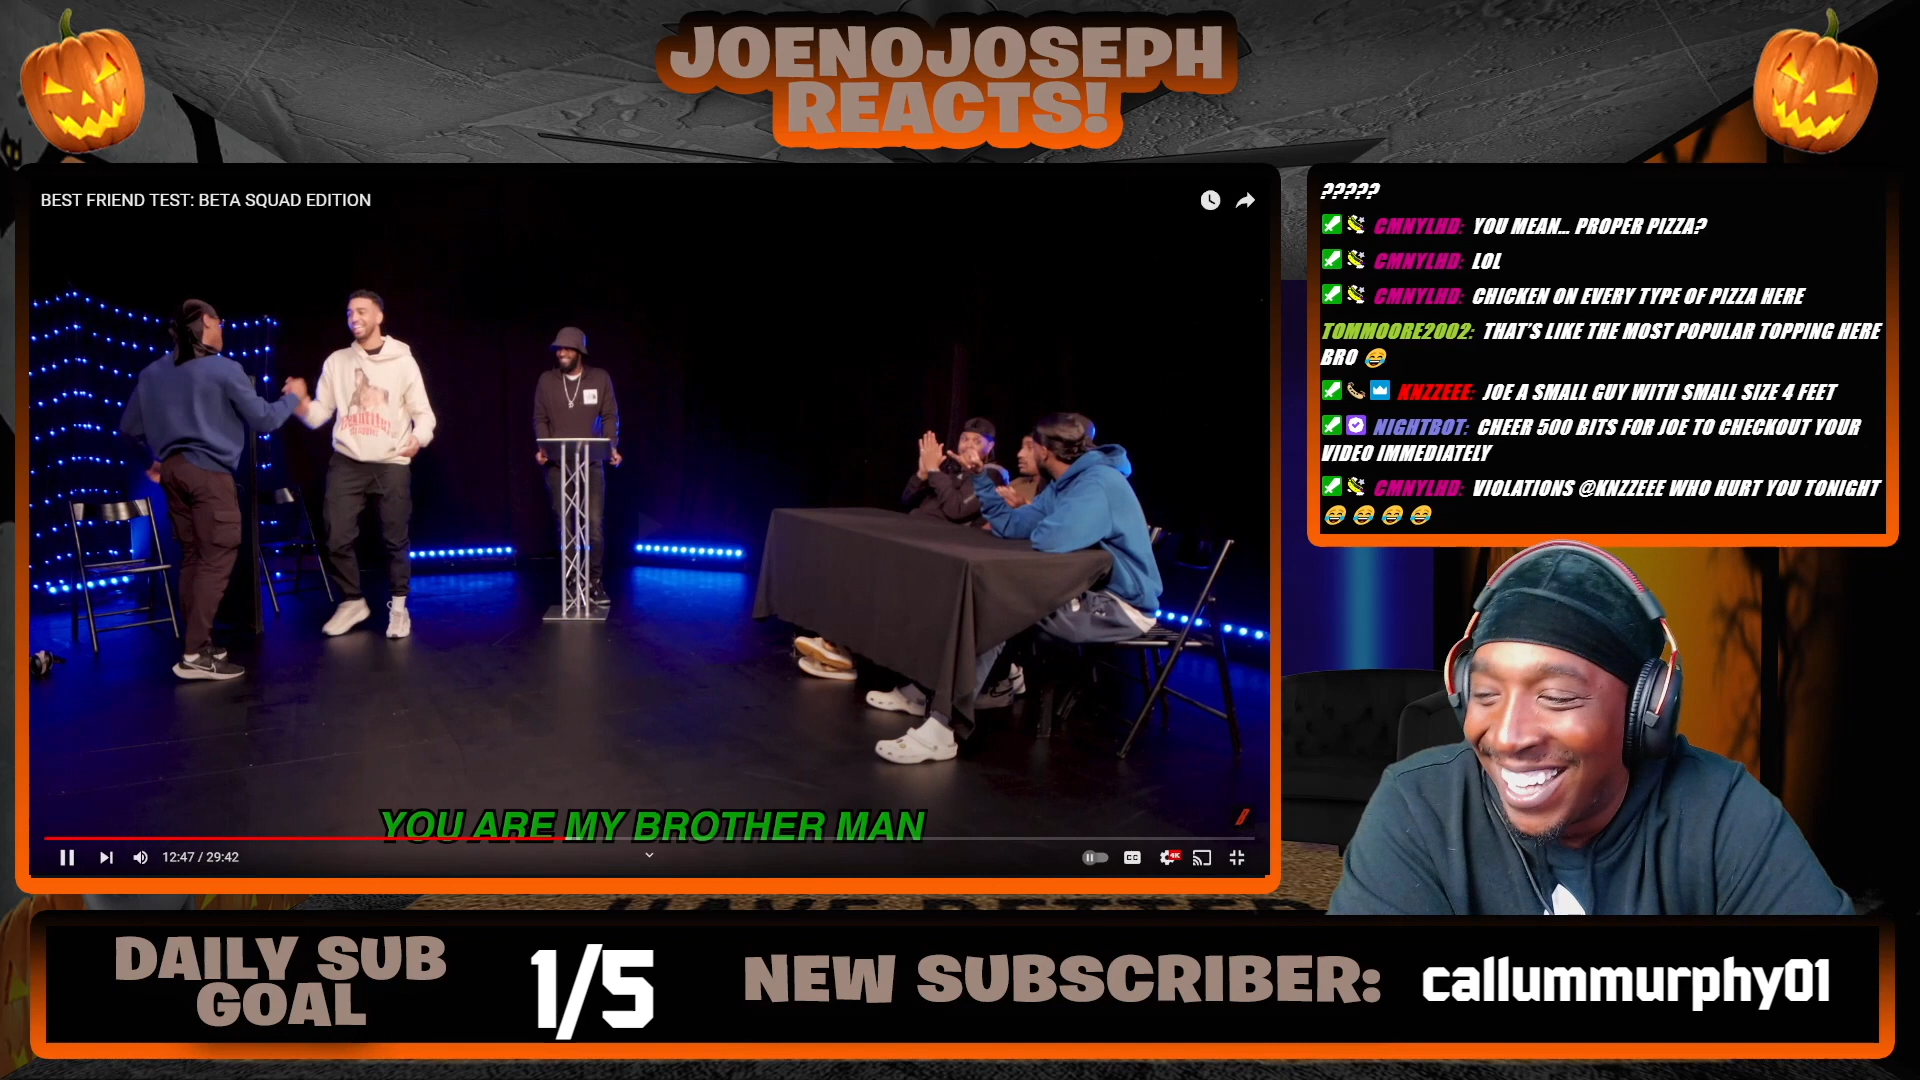 JOENOJOSEPH
REACTS!
BEST FRIEND TEST: BETA SQUAD EDITION
YOU ARE MY BROTHER MAN
12:47 / 29:42
CC
4K
?????
CMNYLHD: YOU MEAN... PROPER PIZZA?
CMNYLHD: LOL
CMNYLHD: CHICKEN ON EVERY TYPE OF PIZZA HERE
TOMMOORE2002: THAT'S LIKE THE MOST POPULAR TOPPING HERE
BRO 😂
KNZZEEE: JOE A SMALL GUY WITH SMALL SIZE 4 FEET
NIGHTBOT: CHEER 500 BITS FOR JOE TO CHECKOUT YOUR
VIDEO IMMEDIATELY
CMNYLHD: VIOLATIONS @KNZZEEE WHO HURT YOU TONIGHT
😂 😂 😂 😂
DAILY SUB
GOAL
1/5
NEW SUBSCRIBER:
callummurphy01